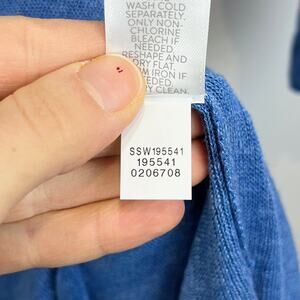 WASH COLD
SEPARATELY.
ONLY NON-
CHLORINE
BLEACH IF
NEEDED.
RESHAPE AND
DRY FLAT.
IRON IF
NEEDED.
CLEAN.
SSW195541
195541
0206708